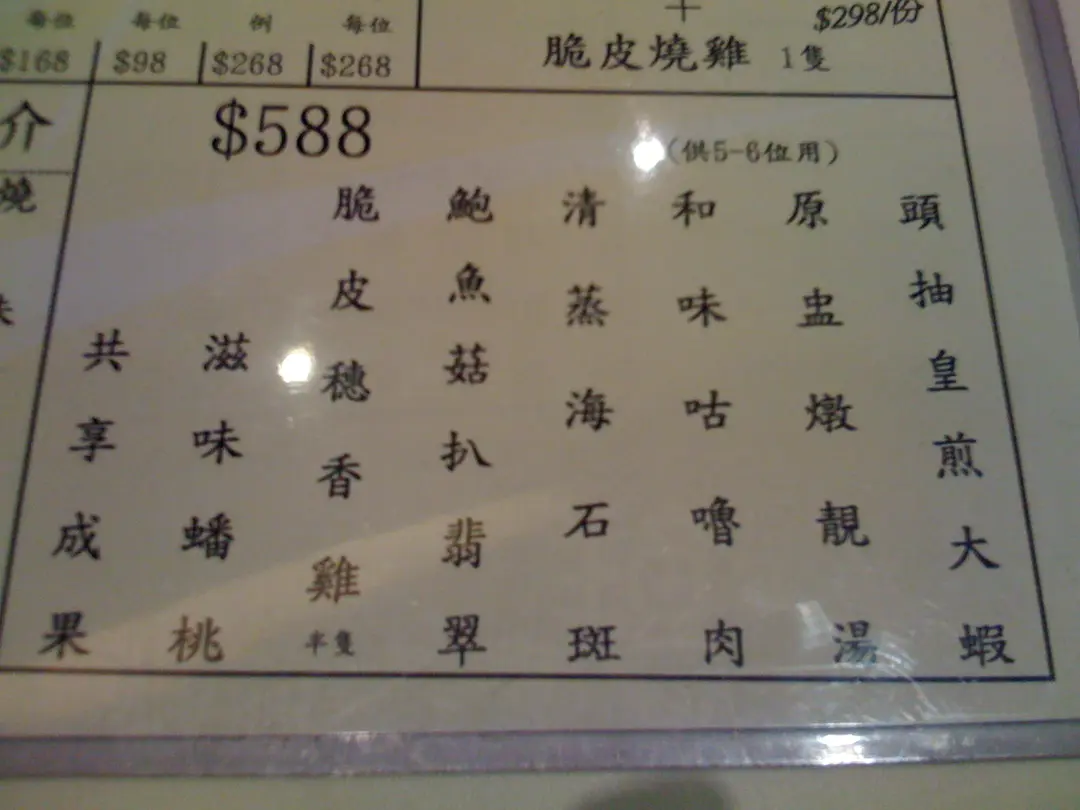 每位
每位
例
每位
$168
$98
$268
$268
+
$298/份
脆皮燒雞 1隻
介
燒
$588
(供5-6位用)
頭抽皇煎大蝦
原盅燉靚湯
和味咕嚕肉
清蒸海石斑
鮑魚菇扒翡翠
脆皮穗香雞半隻
滋味蟠桃
共享成果